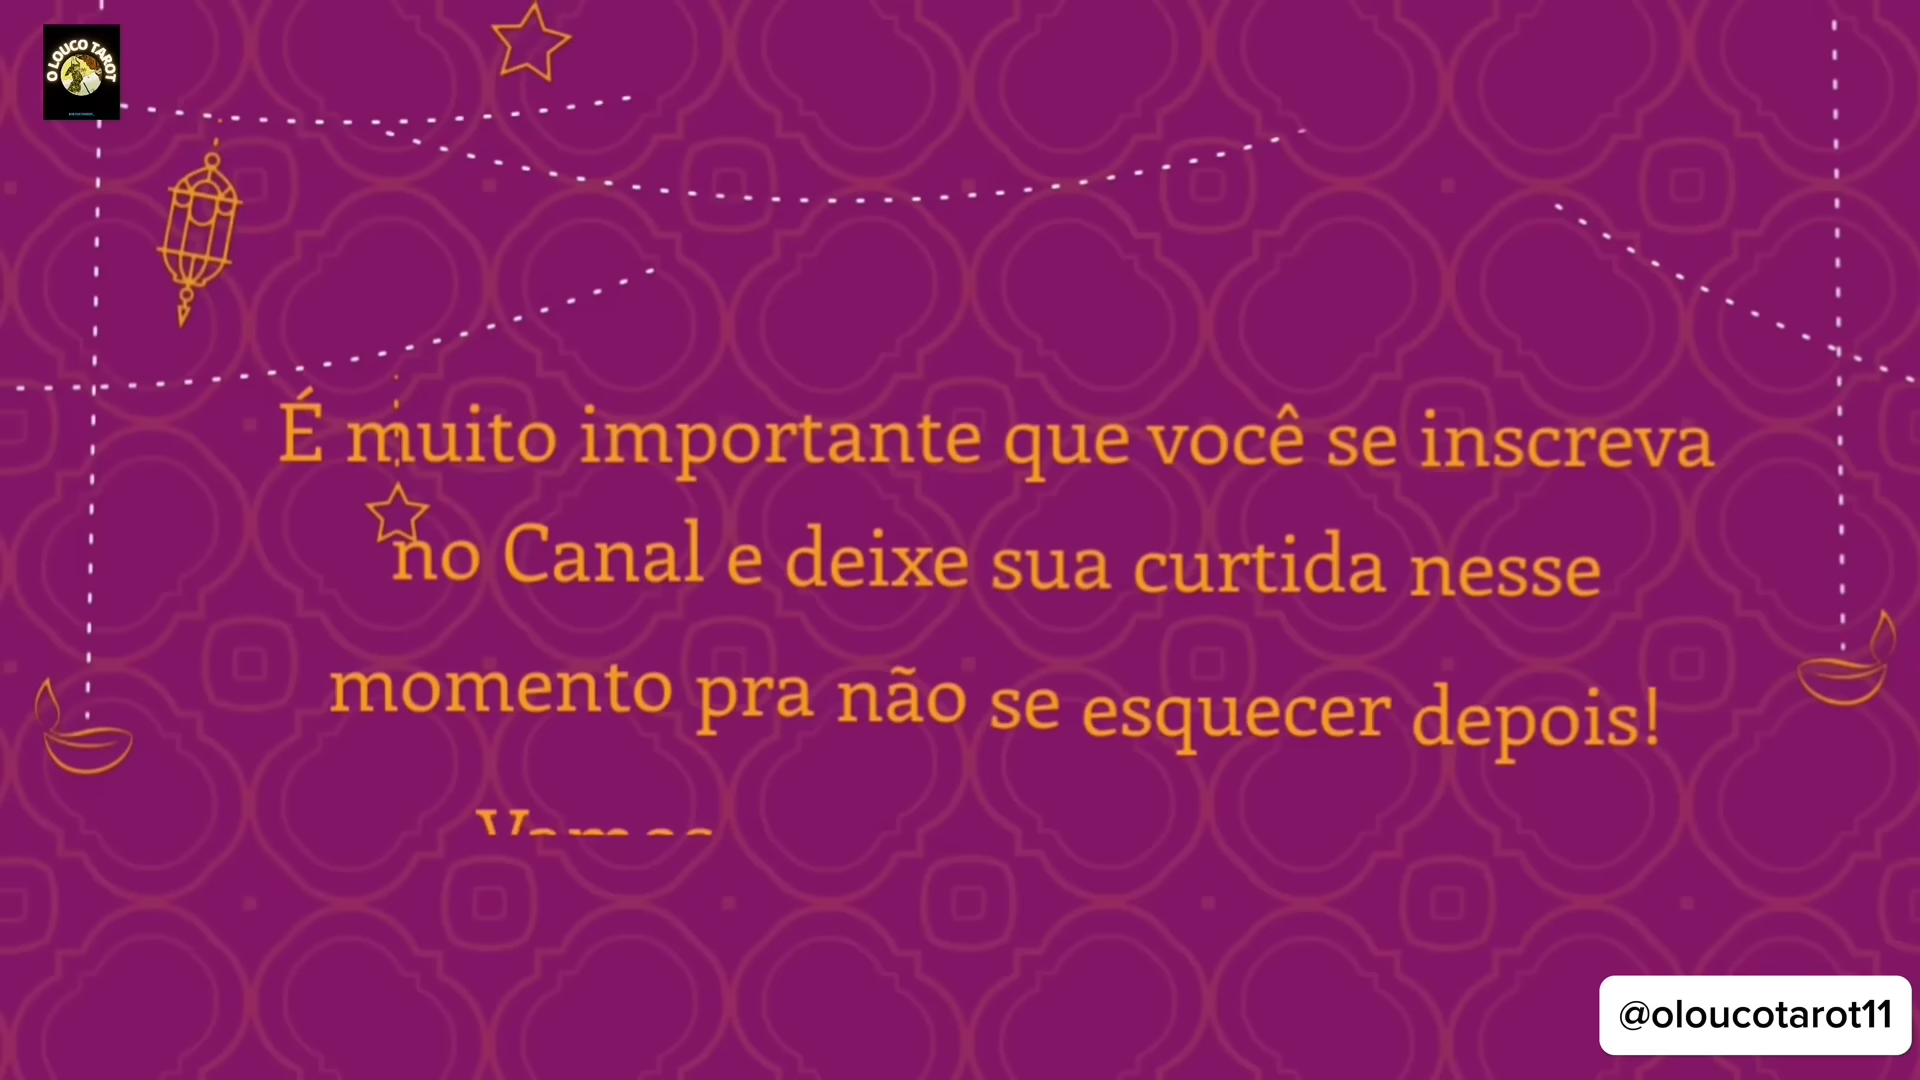 O LOUCO TAROT
É muito importante que você se inscreva
no Canal e deixe sua curtida nesse
momento pra não se esquecer depois!
Vamos
@oloucotarot11